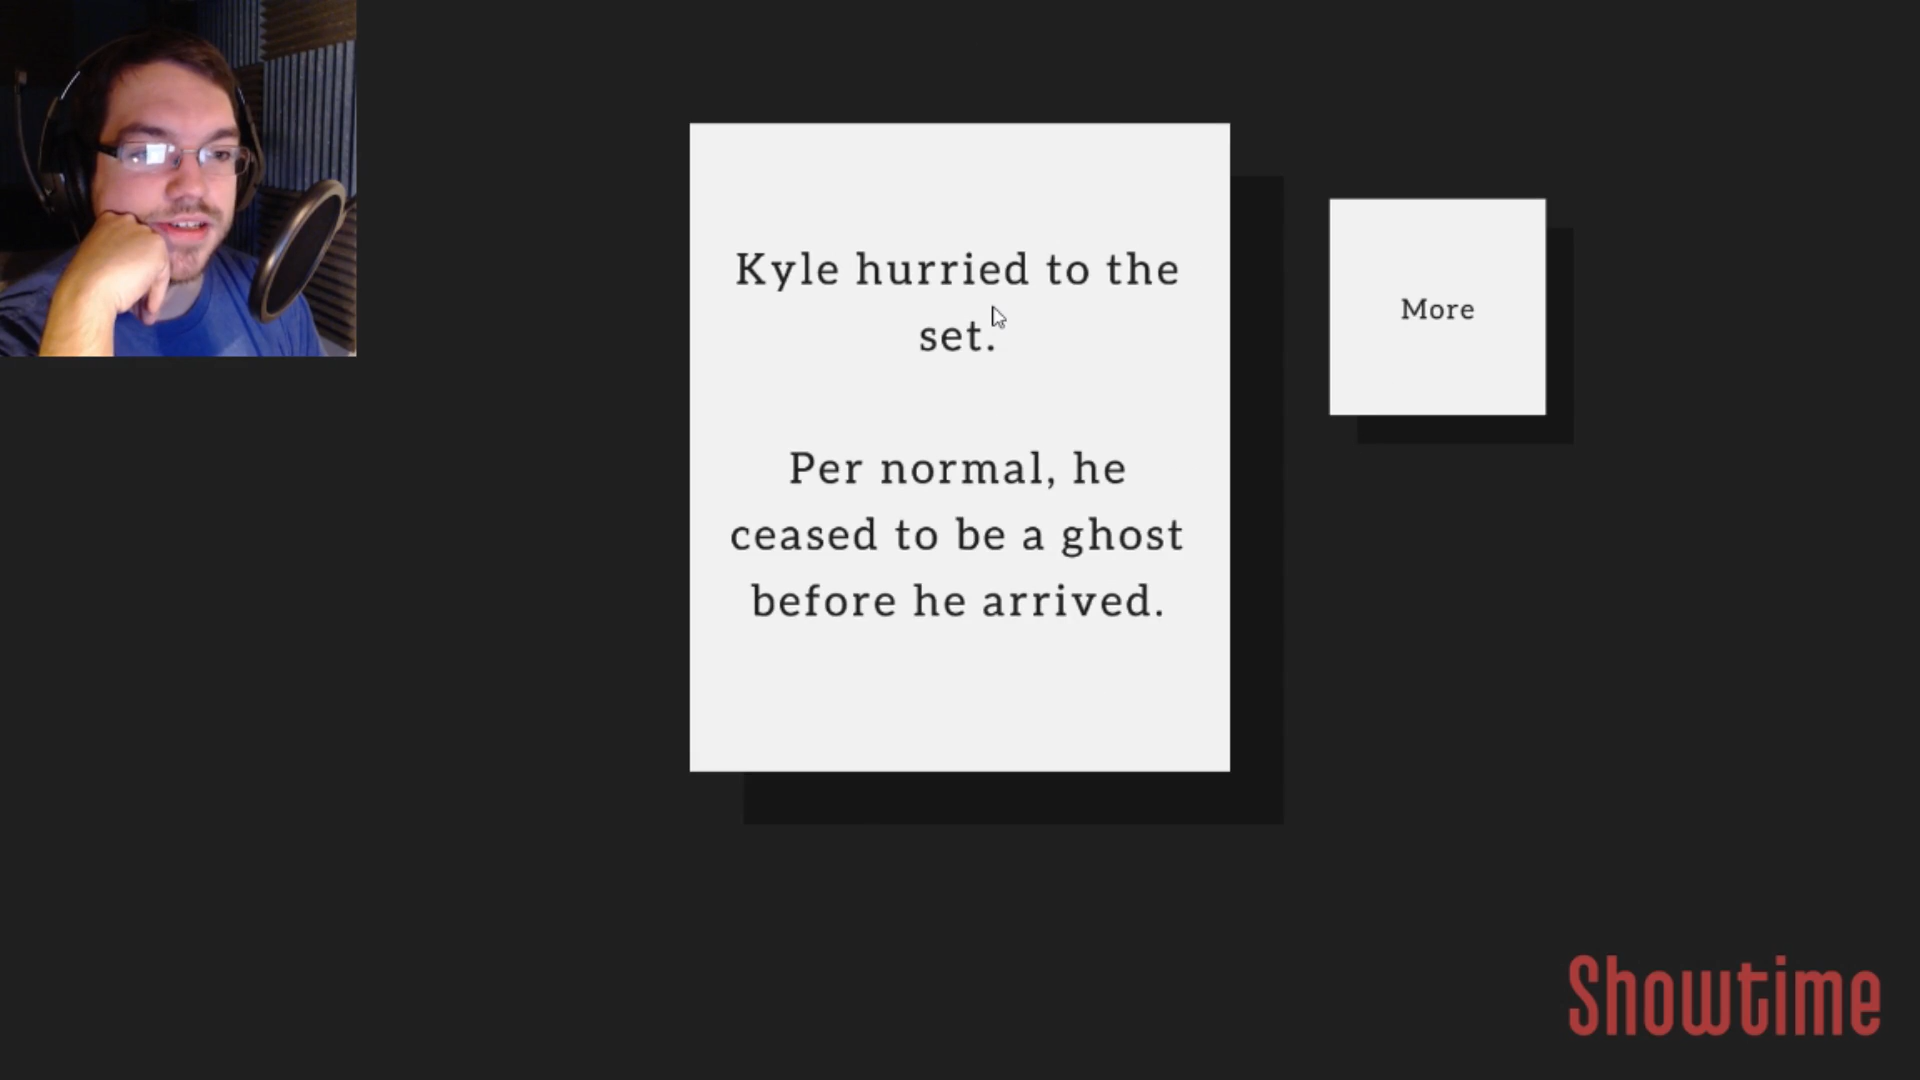 Kyle hurried to the
set.
Per normal, he
ceased to be a ghost
before he arrived.
More
Showtime